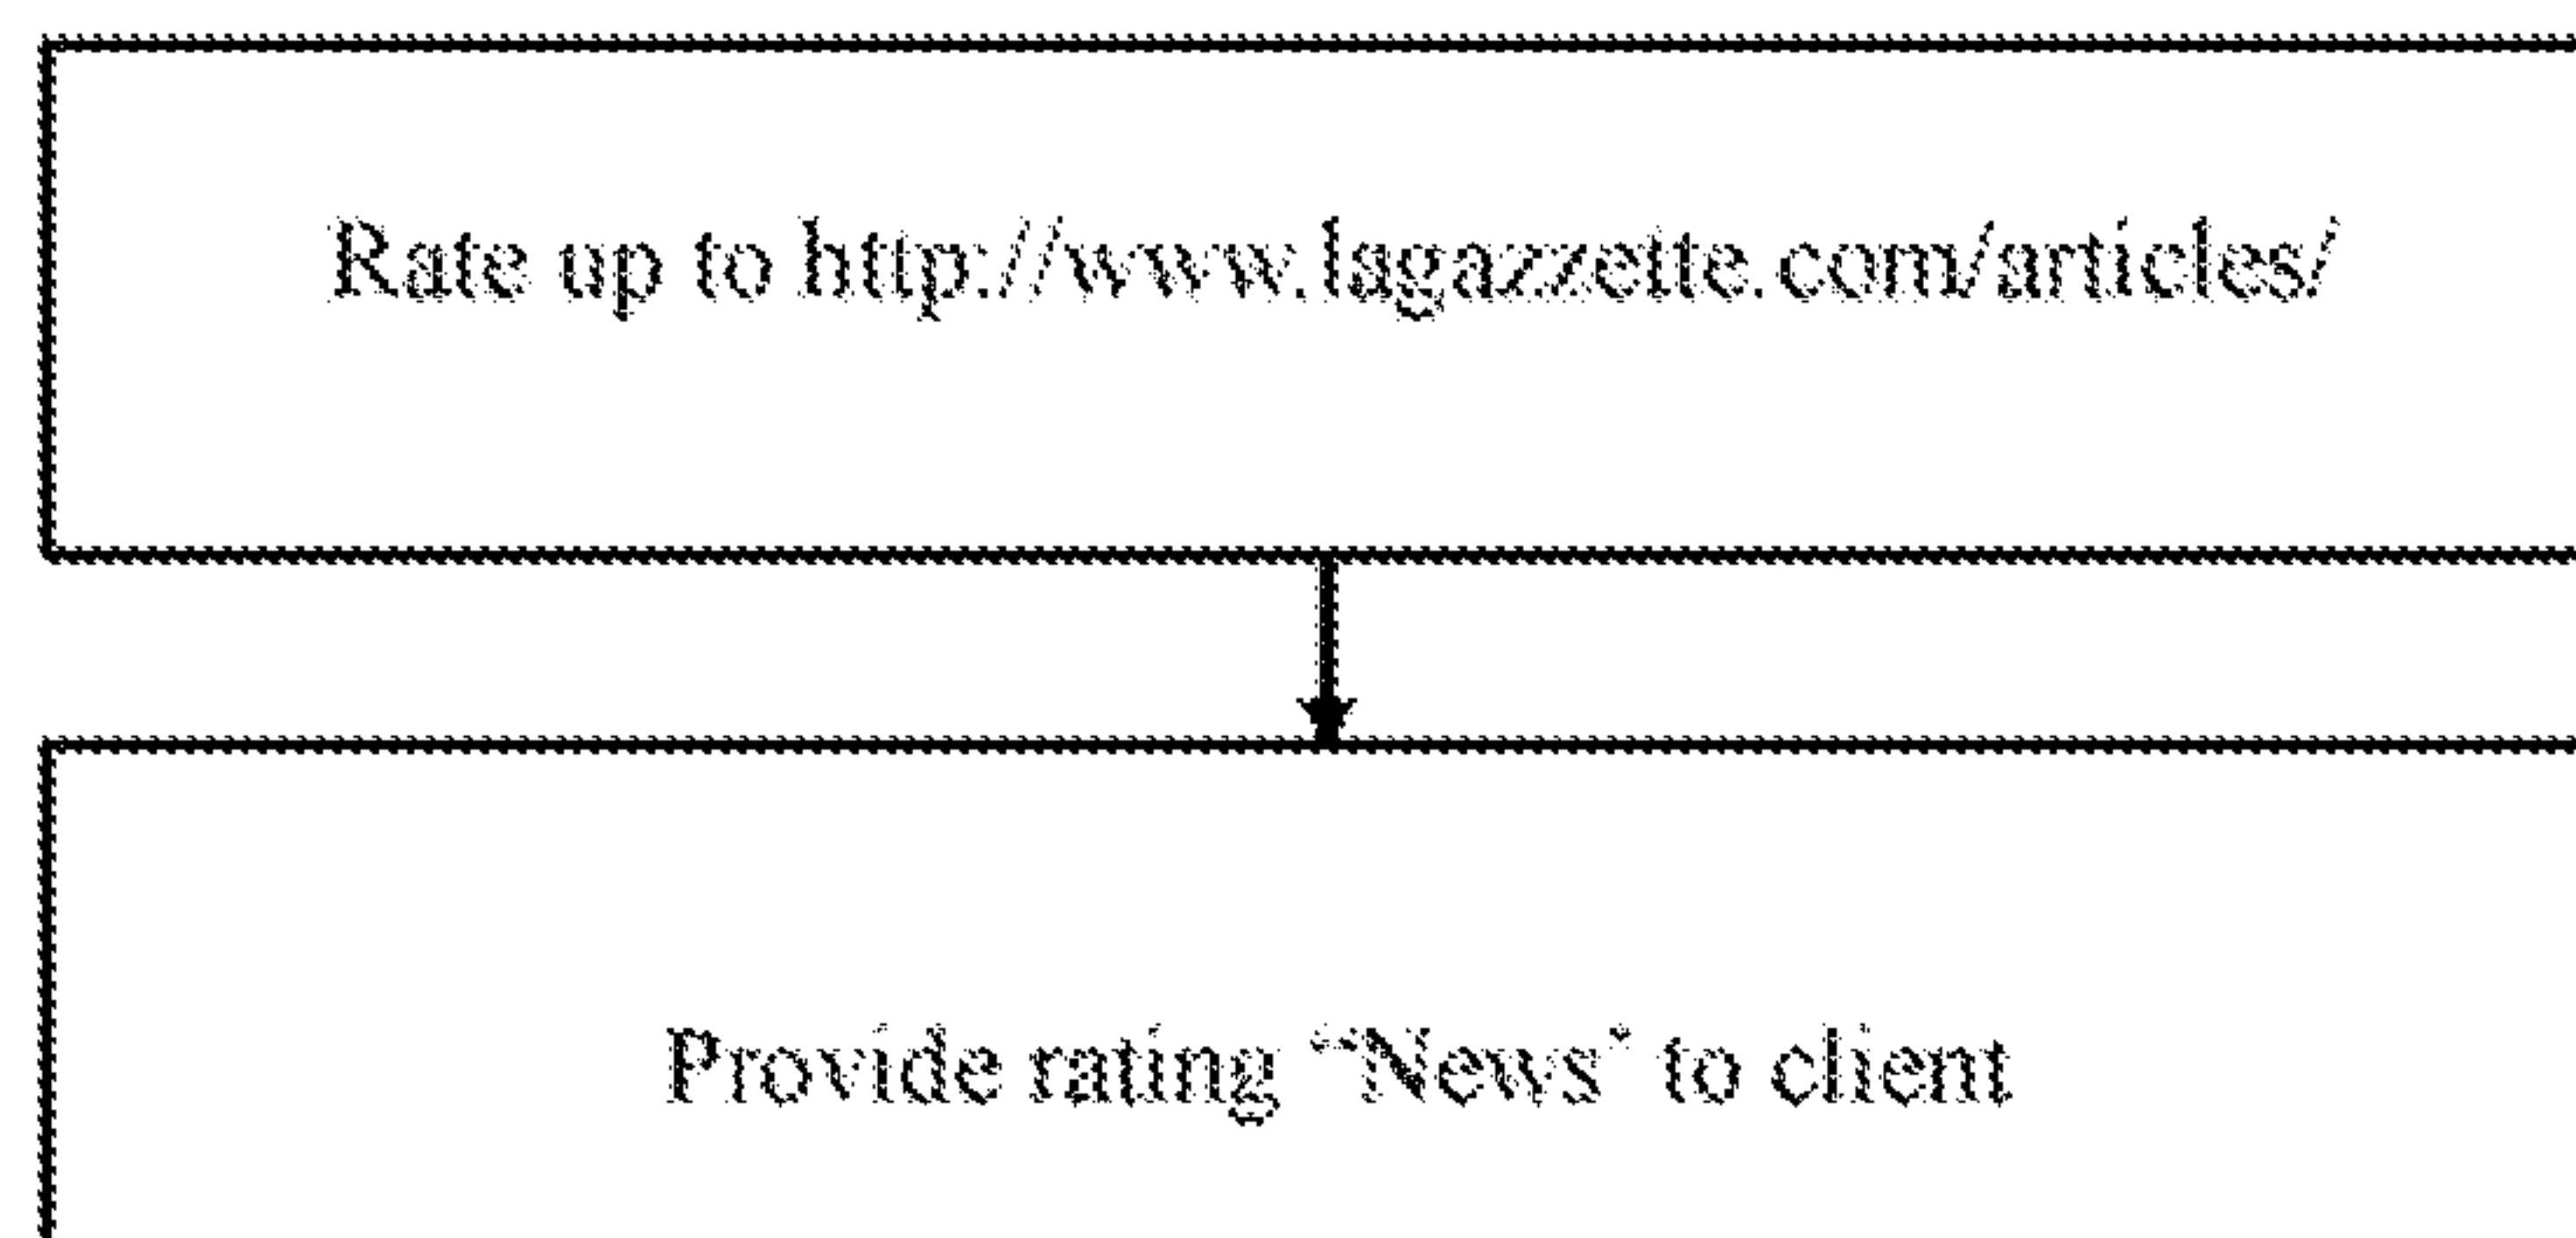 Rate up to http://www.lagazzette.com/articles/
Provide rating “News” to client